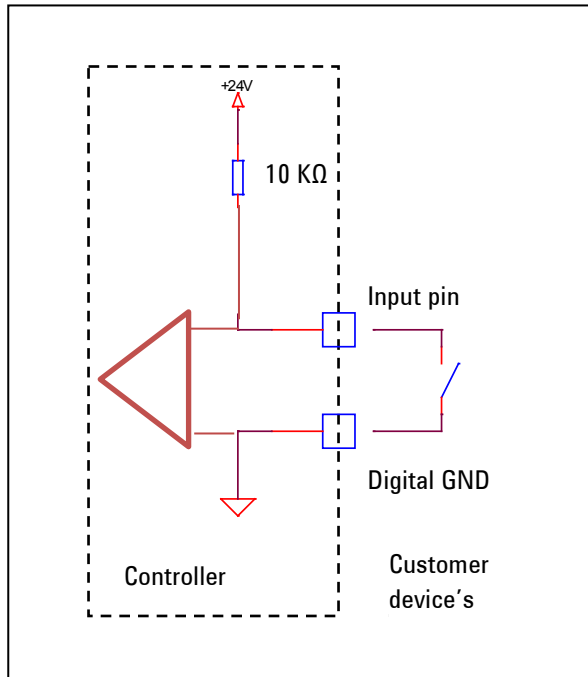 +24V
10 KΩ
Input pin
Digital GND
Controller
Customer
device's